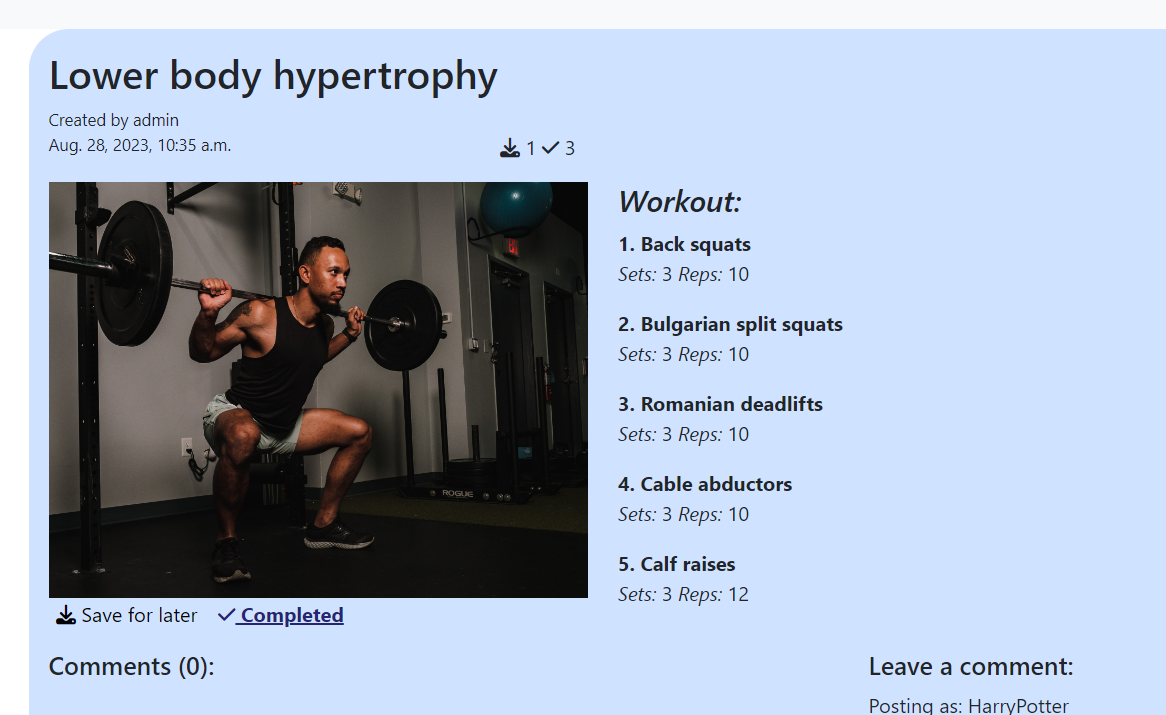 Lower body hypertrophy
Created by admin
Aug. 28, 2023, 10:35 a.m.
1 3
Workout:
1. Back squats
Sets: 3 Reps: 10
2. Bulgarian split squats
Sets: 3 Reps: 10
3. Romanian deadlifts
Sets: 3 Reps: 10
4. Cable abductors
Sets: 3 Reps: 10
5. Calf raises
Sets: 3 Reps: 12
ROGUE
Save for later Completed
Comments (0):
Leave a comment:
Posting as: HarryPotter